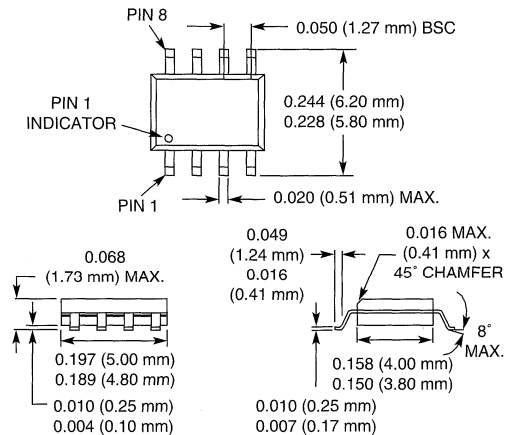 PIN 8
0.050 (1.27 mm) BSC
PIN 1
INDICATOR
0.244 (6.20 mm)
0.228 (5.80 mm)
PIN 1
0.020 (0.51 mm) MAX.
0.068
(1.73 mm) MAX.
0.197 (5.00 mm)
0.189 (4.80 mm)
0.010 (0.25 mm)
0.004 (0.10 mm)
0.049
(1.24 mm)
0.016
(0.41 mm)
0.016 MAX.
(0.41 mm) x
45° CHAMFER
8°
MAX.
0.158 (4.00 mm)
0.150 (3.80 mm)
0.010 (0.25 mm)
0.007 (0.17 mm)